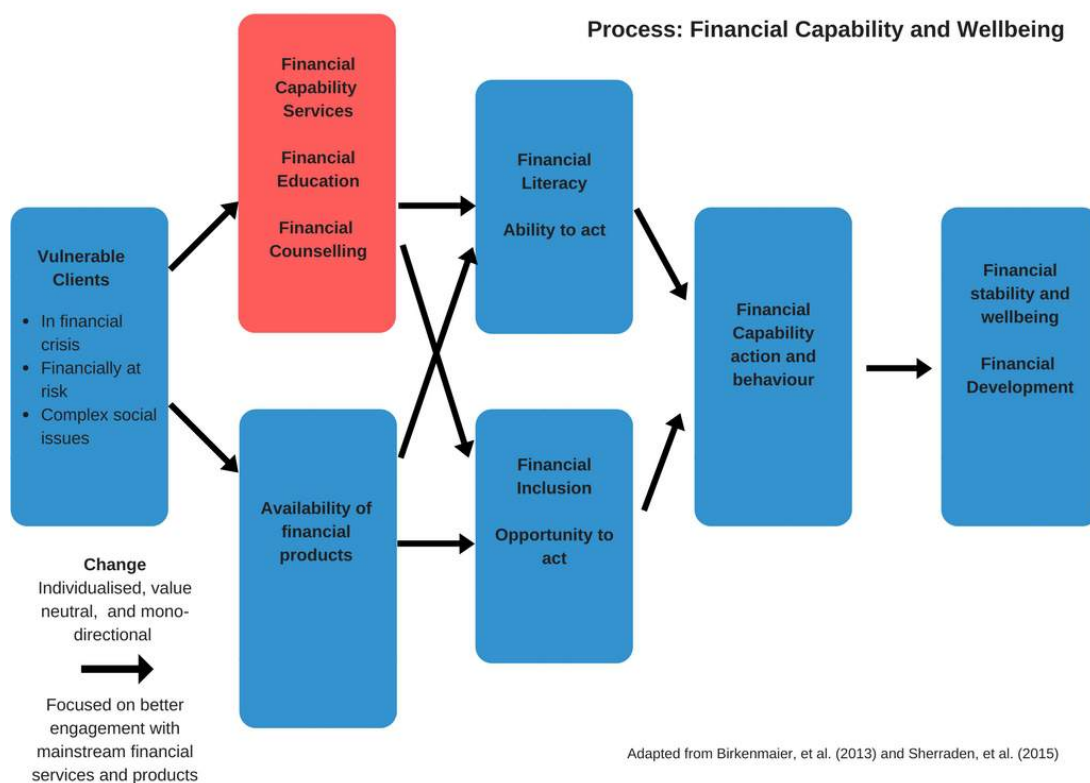 Process: Financial Capability and Wellbeing
Vulnerable
Clients
• In financial
crisis
• Financially at
risk
• Complex social
issues
Financial
Capability
Services
Financial
Education
Financial
Counselling
Availability of
financial
products
Financial
Literacy
Ability to act
Financial
Inclusion
Opportunity to
act
Financial
Capability
action and
behaviour
Financial
stability and
wellbeing
Financial
Development
Change
Individualised, value
neutral, and mono-
directional
Focused on better
engagement with
mainstream financial
services and products
Adapted from Birkenmaier, et al. (2013) and Sherraden, et al. (2015)